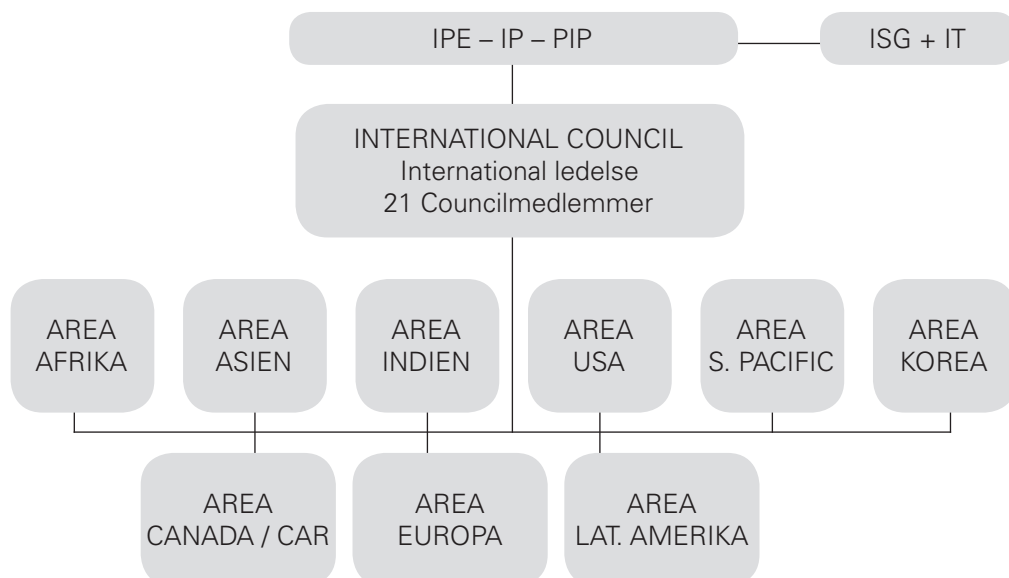 IPE – IP – PIP
ISG + IT
INTERNATIONAL COUNCIL
International ledelse
21 Councilmedlemmer
AREA
AFRIKA
AREA
ASIEN
AREA
INDIEN
AREA
USA
AREA
S. PACIFIC
AREA
KOREA
AREA
CANADA / CAR
AREA
EUROPA
AREA
LAT. AMERIKA